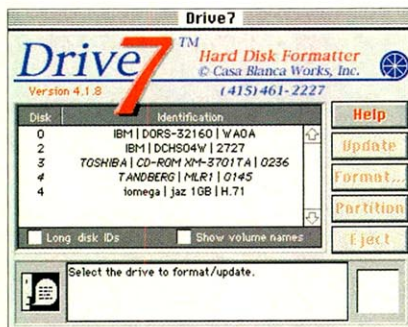 Drive7
Drive7™
Hard Disk Formatter
© Casa Blanca Works, Inc.
Version 4.1.8
(415) 461-2227
Disk Identification
0 IBM | DORS-32160 | WA0A
2 IBM | DCHS04W | 2727
3 TOSHIBA | CD-ROM XM-3701TA | 0236
4 TANDBERG | MLR1 | 0145
4 iomega | jaz 1GB | H.71
Long disk IDs
Show volume names
Help
Update
Format...
Partition
Eject
Select the drive to format/update.